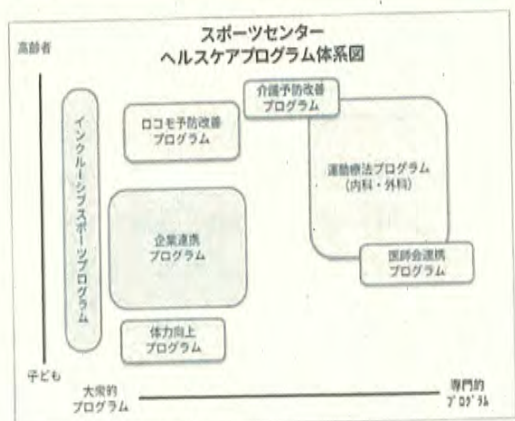 スポーツセンター
ヘルスケアプログラム体系図
高齢者
介護予防改善
プログラム
ロコモ予防改善
プログラム
インクルーシブスポーツプログラム
運動療法プログラム
(内科・外科)
企業連携
プログラム
医師会連携
プログラム
体力向上
プログラム
子ども
大衆的
プログラム
専門的
プログラム